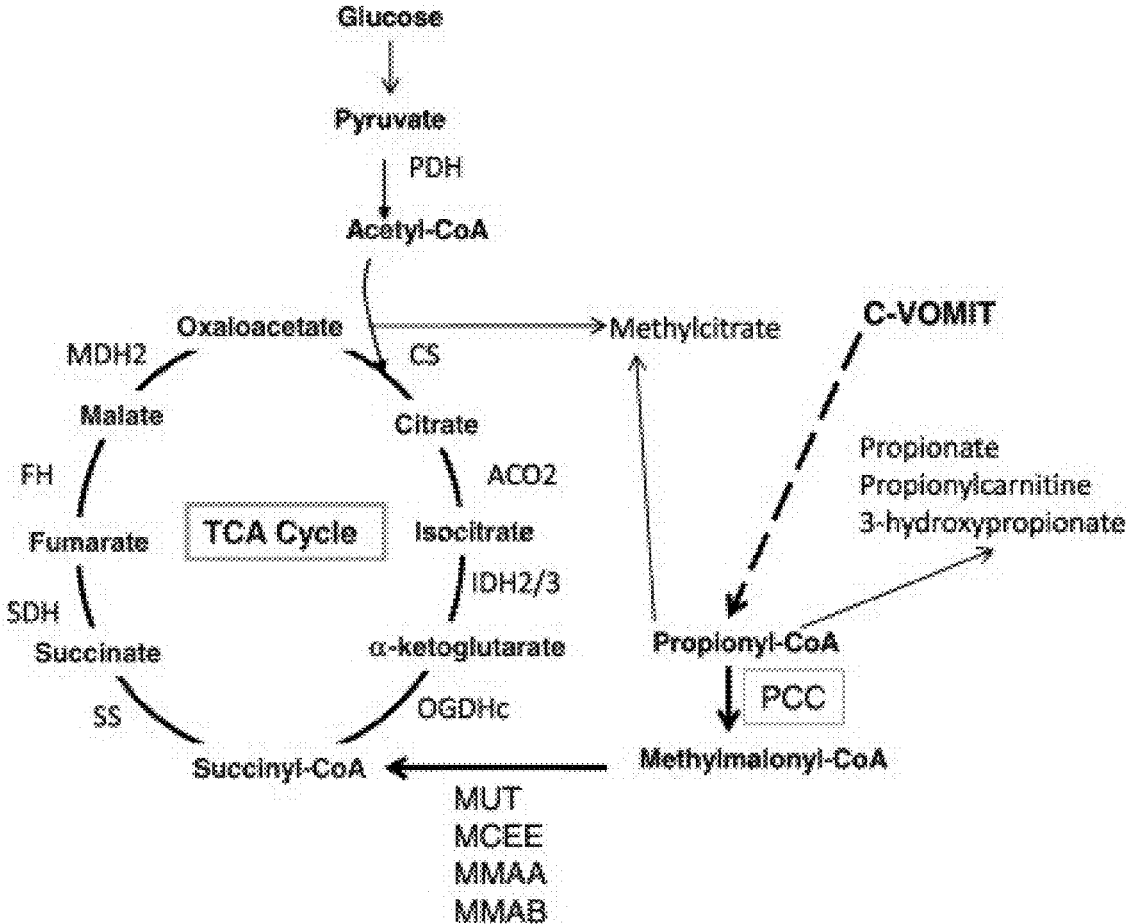 Glucose
Pyruvate
PDH
Acetyl-CoA
Oxaloacetate
Methylcitrate
C-VOMIT
MDH2
CS
Malate
Citrate
Propionate
Propionylcarnitine
3-hydroxypropionate
FH
ACO2
TCA Cycle
Isocitrate
Fumarate
IDH2/3
SDH
Succinate
α-ketoglutarate
Propionyl-CoA
PCC
SS
OGDHc
Succinyl-CoA
Methylmalonyl-CoA
MUT
MCEE
MMAA
MMAB